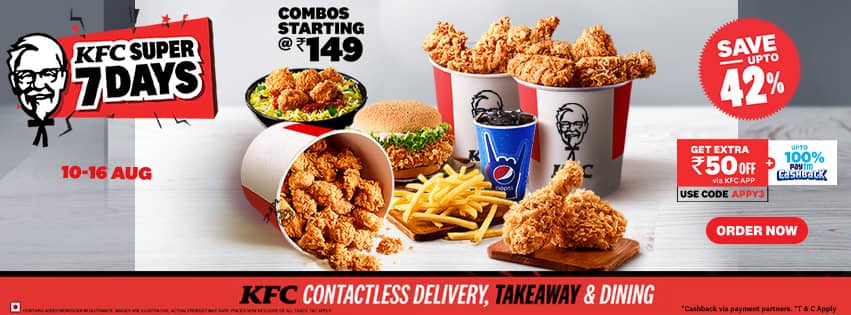 KFC SUPER
7 DAYS
10-16 AUG
COMBOS
STARTING
@ ₹149
KFC
pepsi
SAVE
UPTO
42%
GET EXTRA
₹50 OFF
via KFC APP
USE CODE APPY3
+
UPTO
100%
paytm
CASHBACK
ORDER NOW
KFC CONTACTLESS DELIVERY, TAKEAWAY & DINING
*Cashback via payment partners. *T & C Apply